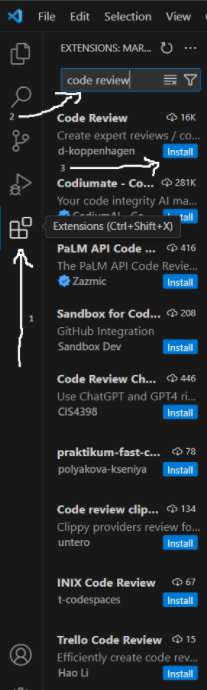 File Edit Selection View
EXTENSIONS: MAR...
code review
2
Code Review 16K
Create expert reviews / co...
d-koppenhagen Install
3
Codiumate - Co... 281K
Your code integrity AI ma...
Install
Extensions (Ctrl+Shift+X)
PaLM API Code ... 416
The PaLM API Code Revie...
Zazmic Install
1
Sandbox for Cod... 208
GitHub Integration
Sandbox Dev Install
Code Review Ch... 446
Use ChatGPT and GPT4 ri...
CIS4398 Install
praktikum-fast-c... 78
polyakova-kseniya Install
Code review clip... 134
Clippy providers review fo...
untero Install
INIX Code Review 67
t-codespaces Install
Trello Code Review 15
Efficiently create code rev...
Hao Li Install